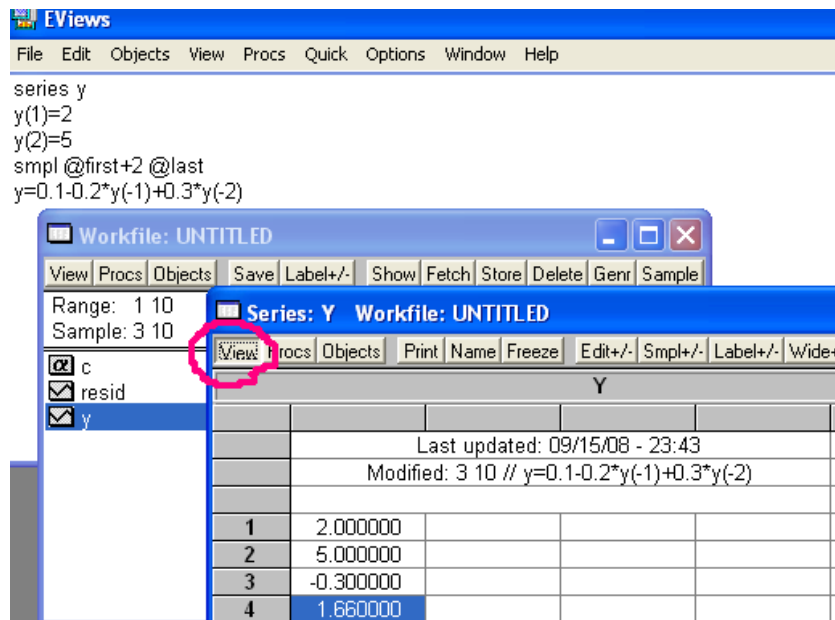 EViews
File Edit Objects View Procs Quick Options Window Help
series y
y(1)=2
y(2)=5
smpl @first+2 @last
y=0.1-0.2*y(-1)+0.3*y(-2)
Workfile: UNTITLED
View Procs Objects Save Label+/- Show Fetch Store Delete Genr Sample
Range: 1 10
Sample: 3 10
c
resid
y
Series: Y Workfile: UNTITLED
View Procs Objects Print Name Freeze Edit+/- Smpl+/- Label+/- Wide+
Y
Last updated: 09/15/08 - 23:43
Modified: 3 10 // y=0.1-0.2*y(-1)+0.3*y(-2)
1 2.000000
2 5.000000
3 -0.300000
4 1.660000